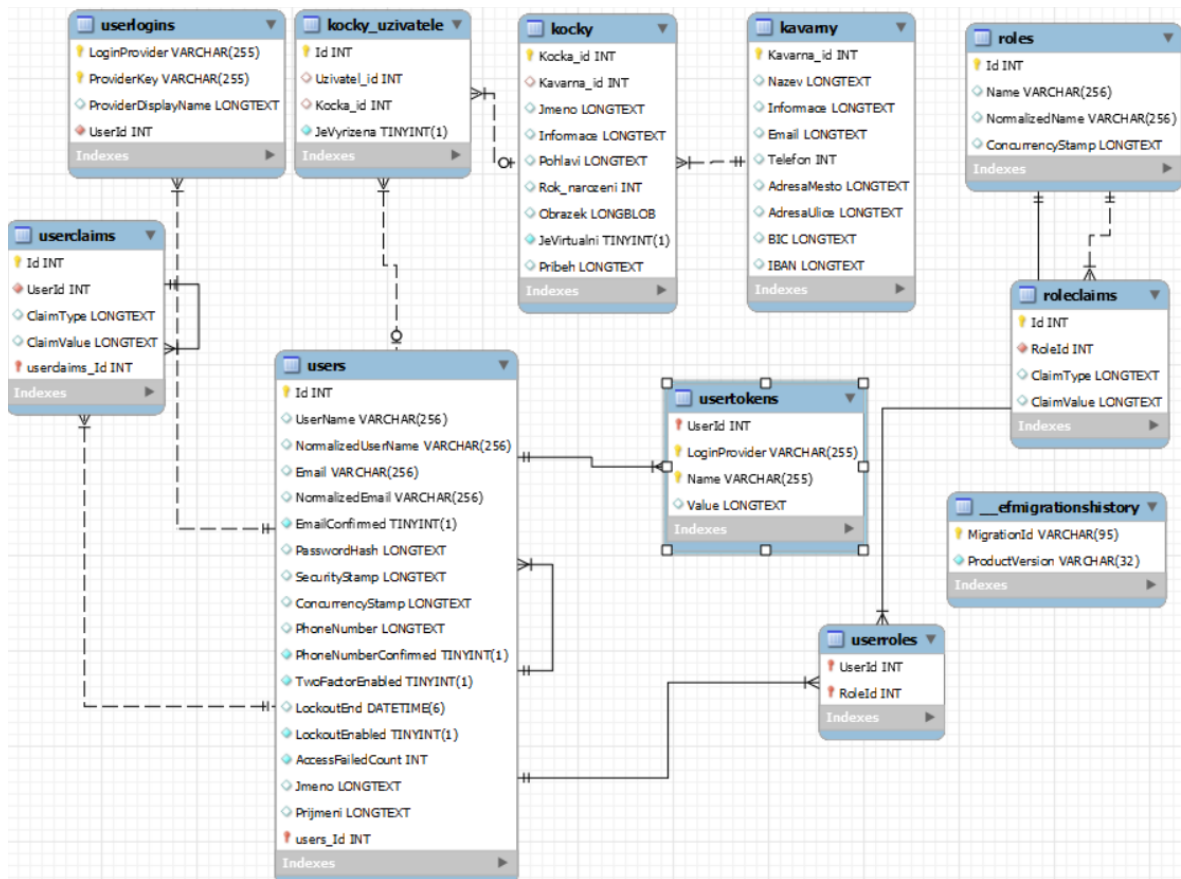 userlogins
LoginProvider VARCHAR(255)
ProviderKey VARCHAR(255)
ProviderDisplayName LONGTEXT
UserId INT
Indexes
kocky_uzivatele
Id INT
Uzivatel_id INT
Kocka_id INT
JeVyrizena TINYINT(1)
Indexes
kocky
Kocka_id INT
Kavarna_id INT
Jmeno LONGTEXT
Informace LONGTEXT
Pohlavi LONGTEXT
Rok_narozeni INT
Obrazek LONGBLOB
JeVirtualni TINYINT(1)
Pribeh LONGTEXT
Indexes
kavarny
Kavarna_id INT
Nazev LONGTEXT
Informace LONGTEXT
Email LONGTEXT
Telefon INT
AdresaMesto LONGTEXT
AdresaUlice LONGTEXT
BIC LONGTEXT
IBAN LONGTEXT
Indexes
roles
Id INT
Name VARCHAR(256)
NormalizedName VARCHAR(256)
ConcurrencyStamp LONGTEXT
Indexes
userclaims
Id INT
UserId INT
ClaimType LONGTEXT
ClaimValue LONGTEXT
userclaims_Id INT
Indexes
roleclaims
Id INT
RoleId INT
ClaimType LONGTEXT
ClaimValue LONGTEXT
Indexes
users
Id INT
UserName VARCHAR(256)
NormalizedUserName VARCHAR(256)
Email VARCHAR(256)
NormalizedEmail VARCHAR(256)
EmailConfirmed TINYINT(1)
PasswordHash LONGTEXT
SecurityStamp LONGTEXT
ConcurrencyStamp LONGTEXT
PhoneNumber LONGTEXT
PhoneNumberConfirmed TINYINT(1)
TwoFactorEnabled TINYINT(1)
LockoutEnd DATETIME(6)
LockoutEnabled TINYINT(1)
AccessFailedCount INT
Jmeno LONGTEXT
Prijmeni LONGTEXT
users_Id INT
Indexes
usertokens
UserId INT
LoginProvider VARCHAR(255)
Name VARCHAR(255)
Value LONGTEXT
Indexes
__efmigrationshistory
MigrationId VARCHAR(95)
ProductVersion VARCHAR(32)
Indexes
userroles
UserId INT
RoleId INT
Indexes